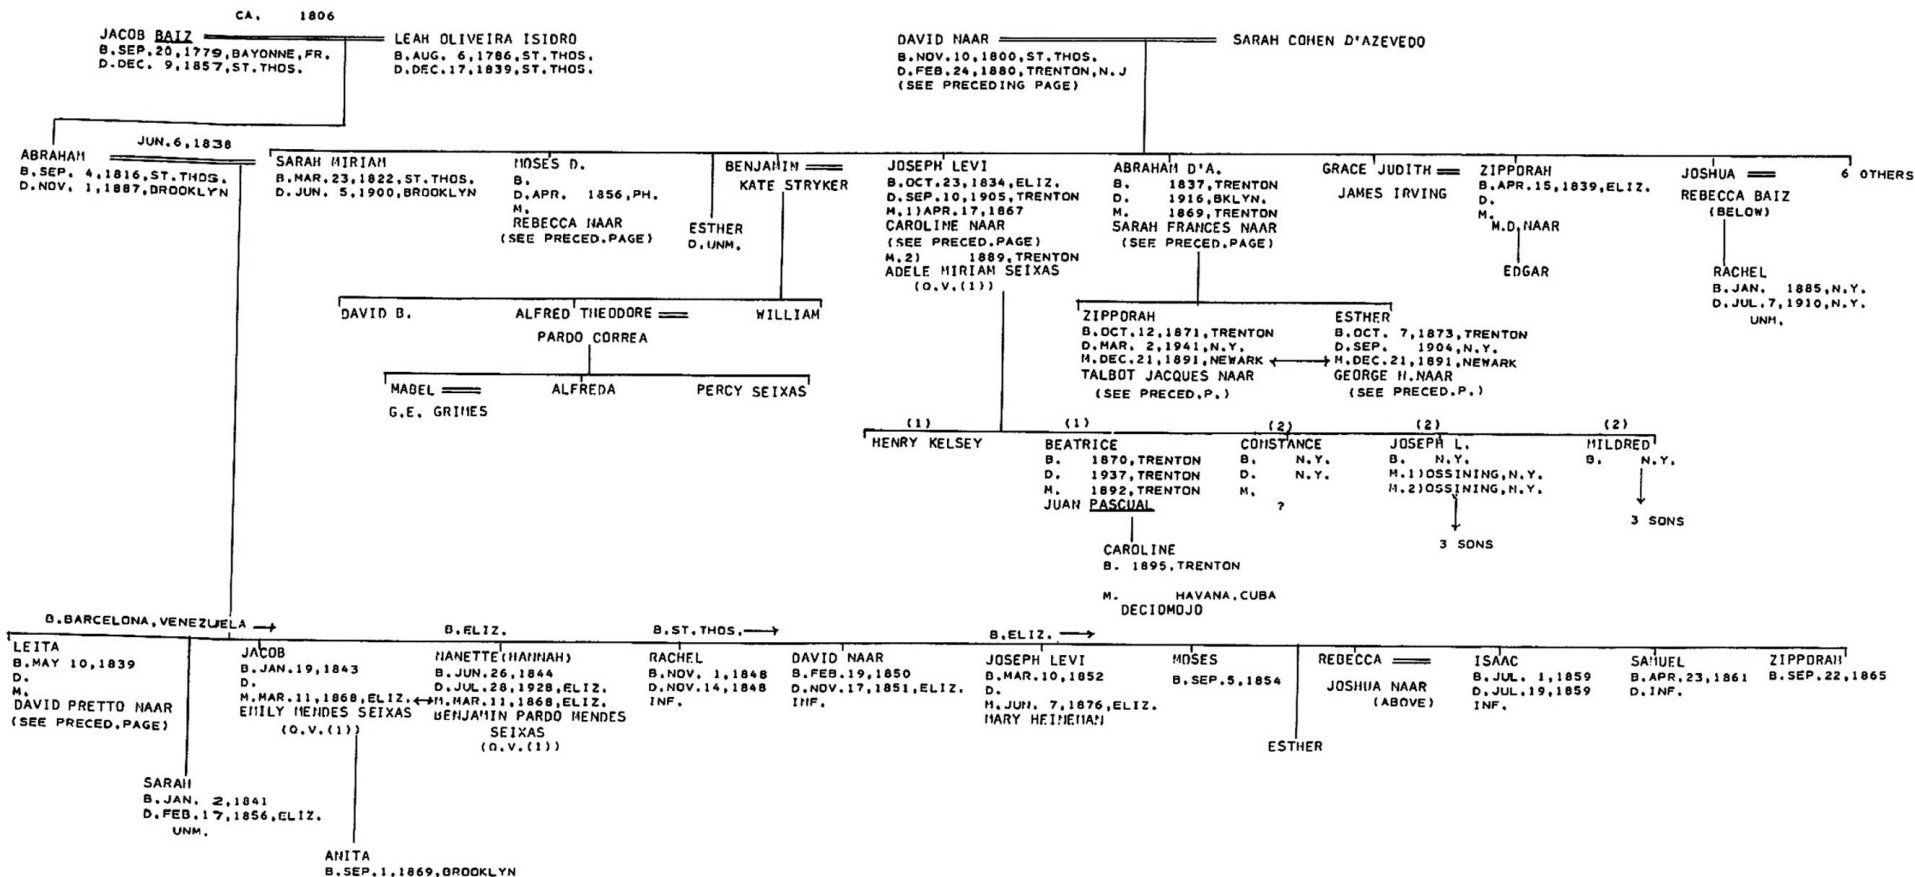 CA. 1806
JACOB BAIZ
B.SEP.20,1779,BAYONNE,FR.
D.DEC. 9,1857,ST.THOS.
LEAH OLIVEIRA ISIDRO
B.AUG. 6,1786,ST.THOS.
D.DEC.17,1839,ST.THOS.
DAVID NAAR
B.NOV.10,1800,ST.THOS.
D.FEB.24,1880,TRENTON,N.J
(SEE PRECEDING PAGE)
SARAH COHEN D'AZEVEDO
JUN.6,1838
ABRAHAM
B.SEP. 4,1816,ST.THOS.
D.NOV. 1,1887,BROOKLYN
SARAH MIRIAM
B.MAR.23,1822,ST.THOS.
D.JUN. 5,1900,BROOKLYN
MOSES D.
B.
D.APR. 1856,PH.
M.
REBECCA NAAR
(SEE PRECED.PAGE)
ESTHER
D.UNM.
BENJAMIN
KATE STRYKER
JOSEPH LEVI
B.OCT.23,1834,ELIZ.
D.SEP.10,1905,TRENTON
M.1)APR.17,1867
CAROLINE NAAR
(SEE PRECED.PAGE)
M.2) 1889,TRENTON
ADELE MIRIAM SEIXAS
(Q.V.(1))
ABRAHAM D'A.
B. 1837,TRENTON
D. 1916,BKLYN.
M. 1869,TRENTON
SARAH FRANCES NAAR
(SEE PRECED.PAGE)
GRACE JUDITH
JAMES IRVING
ZIPPORAH
B.APR.15,1839,ELIZ.
D.
M.
M.D.NAAR
EDGAR
JOSHUA
REBECCA BAIZ
(BELOW)
RACHEL
B.JAN. 1885,N.Y.
D.JUL.7,1910,N.Y.
UNM.
6 OTHERS
DAVID B.
ALFRED THEODORE
PARDO CORREA
WILLIAM
MABEL
G.E. GRIMES
ALFREDA
PERCY SEIXAS
ZIPPORAH
B.OCT.12,1871,TRENTON
D.MAR. 2,1941,N.Y.
M.DEC.21,1891,NEWARK
TALBOT JACQUES NAAR
(SEE PRECED.P.)
ESTHER
B.OCT. 7,1873,TRENTON
D.SEP. 1904,N.Y.
M.DEC.21,1891,NEWARK
GEORGE H.NAAR
(SEE PRECED.P.)
(1)
HENRY KELSEY
(1)
BEATRICE
B. 1870,TRENTON
D. 1937,TRENTON
M. 1892,TRENTON
JUAN PASCUAL
CAROLINE
B. 1895,TRENTON
M. HAVANA,CUBA
DECIOMOJO
(2)
CONSTANCE
B. N.Y.
D. N.Y.
M.
?
(2)
JOSEPH L.
B. N.Y.
M.1)OSSINING,N.Y.
M.2)OSSINING,N.Y.
3 SONS
(2)
MILDRED
B. N.Y.
3 SONS
B.BARCELONA,VENEZUELA
LEITA
B.MAY 10,1839
D.
M.
DAVID PRETTO NAAR
(SEE PRECED.PAGE)
SARAH
B.JAN. 2,1841
D.FEB.17,1856,ELIZ.
UNM.
JACOB
B.JAN.19,1843
D.
M.MAR.11,1868,ELIZ.
EMILY MENDES SEIXAS
(Q.V.(1))
ANITA
B.SEP.1,1869,BROOKLYN
B.ELIZ.
NANETTE(HANNAH)
B.JUN.26,1844
D.JUL.28,1928,ELIZ.
M.MAR.11,1868,ELIZ.
BENJAMIN PARDO MENDES
SEIXAS
(Q.V.(1))
B.ST.THOS.
RACHEL
B.NOV. 1,1848
D.NOV.14,1848
INF.
DAVID NAAR
B.FEB.19,1850
D.NOV.17,1851,ELIZ.
INF.
B.ELIZ.
JOSEPH LEVI
B.MAR.10,1852
D.
M.JUN. 7,1876,ELIZ.
MARY HEINEMAN
MOSES
B.SEP.5,1854
ESTHER
REBECCA
JOSHUA NAAR
(ABOVE)
ISAAC
B.JUL. 1,1859
D.JUL.19,1859
INF.
SAMUEL
B.APR.23,1861
D.INF.
ZIPPORAH
B.SEP.22,1865